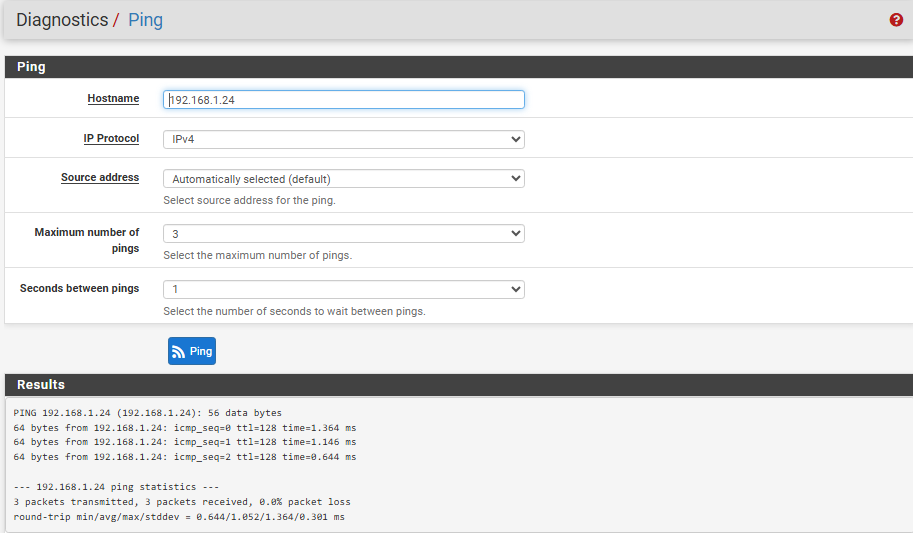 Diagnostics / Ping
Ping
Hostname
192.168.1.24
IP Protocol
IPv4
Source address
Automatically selected (default)
Select source address for the ping.
Maximum number of
pings
3
Select the maximum number of pings.
Seconds between pings
1
Select the number of seconds to wait between pings.
Ping
Results
PING 192.168.1.24 (192.168.1.24): 56 data bytes
64 bytes from 192.168.1.24: icmp_seq=0 ttl=128 time=1.364 ms
64 bytes from 192.168.1.24: icmp_seq=1 ttl=128 time=1.146 ms
64 bytes from 192.168.1.24: icmp_seq=2 ttl=128 time=0.644 ms
--- 192.168.1.24 ping statistics ---
3 packets transmitted, 3 packets received, 0.0% packet loss
round-trip min/avg/max/stddev = 0.644/1.052/1.364/0.301 ms